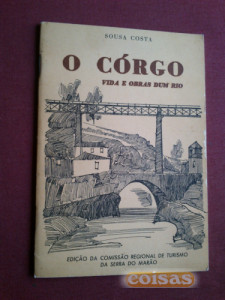 SOUSA COSTA
O CÓRGO
VIDA E OBRAS DUM RIO
EDIÇÃO DA COMISSÃO REGIONAL DE TURISMO
DA SERRA DO MARÃO
coisas